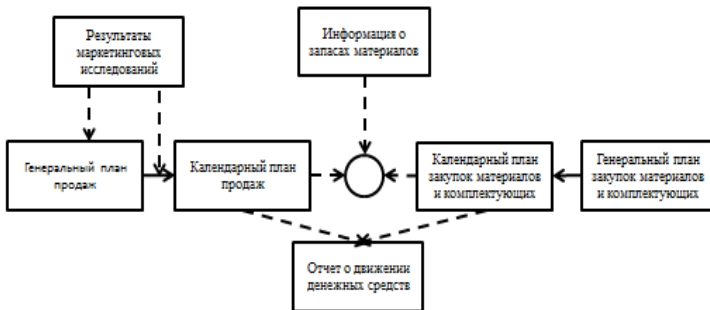 Результаты
маркетинговых
исследований
Информация о
запасах материалов
Генеральный план
продаж
Календарный план
продаж
Календарный план
закупок материалов
и комплектующих
Генеральный план
закупок материалов
и комплектующих
Отчет о движении
денежных средств